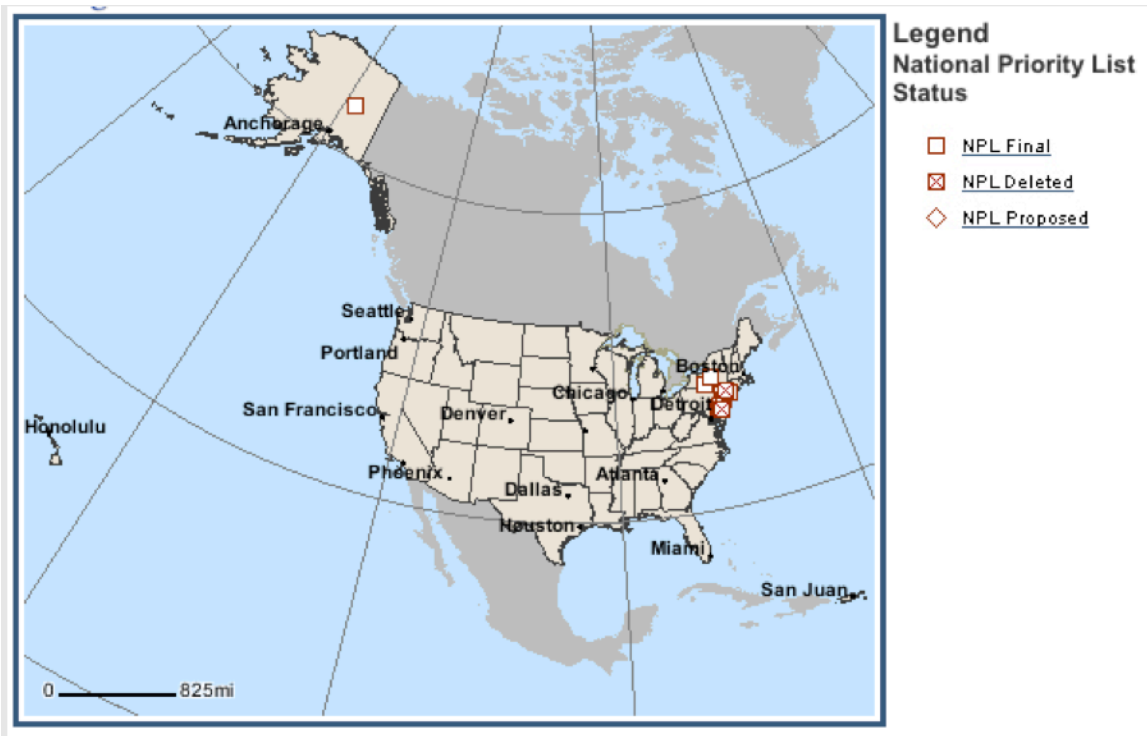 Legend
National Priority List
Status
NPL Final
NPL Deleted
NPL Proposed
Anchorage
Seattle
Portland
Boston
Chicago
Detroit
San Francisco
Denver
Honolulu
Phoenix
Atlanta
Dallas
Houston
Miami
San Juan
0 825mi